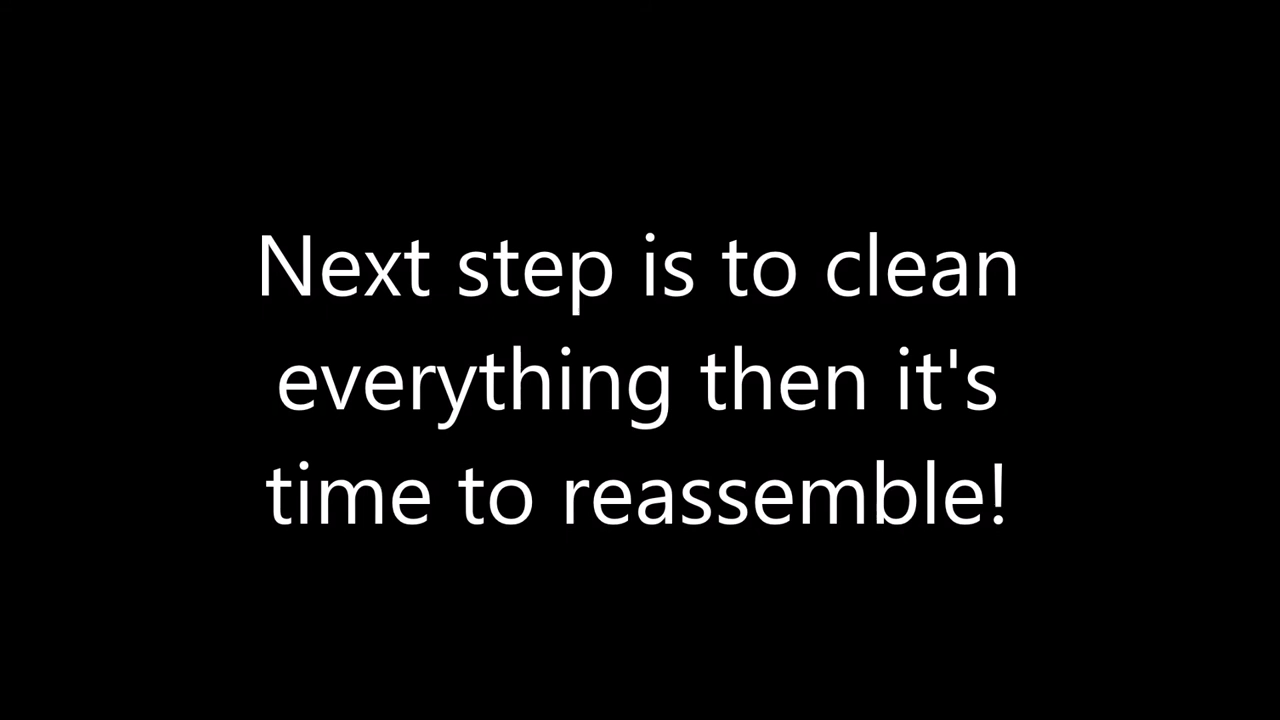 Next step is to clean
everything then it's
time to reassemble!